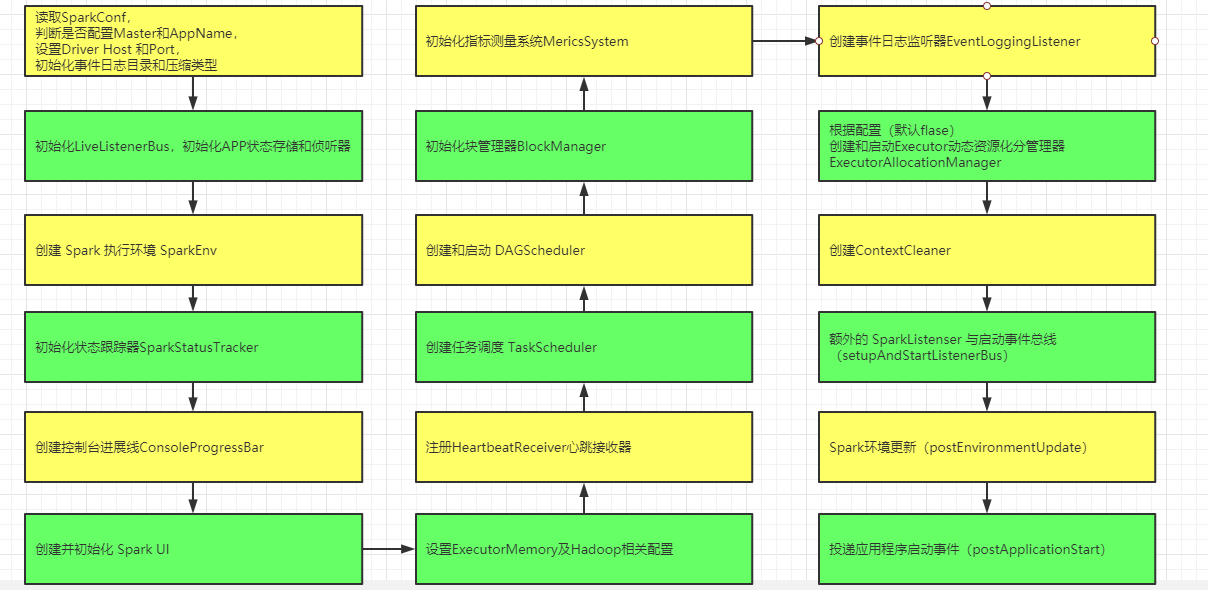 读取SparkConf，
判断是否配置Master和AppName，
设置Driver Host 和Port，
初始化事件日志目录和压缩类型
初始化LiveListenerBus，初始化APP状态存储和侦听器
创建 Spark 执行环境 SparkEnv
初始化状态跟踪器SparkStatusTracker
创建控制台进展线ConsoleProgressBar
创建并初始化 Spark UI
设置ExecutorMemory及Hadoop相关配置
注册HeartbeatReceiver心跳接收器
创建任务调度 TaskScheduler
创建和启动 DAGScheduler
初始化块管理器BlockManager
初始化指标测量系统MericsSystem
创建事件日志监听器EventLoggingListener
根据配置（默认flase）
创建和启动Executor动态资源化分管理器
ExecutorAllocationManager
创建ContextCleaner
额外的 SparkListenser 与启动事件总线
（setupAndStartListenerBus）
Spark环境更新（postEnvironmentUpdate）
投递应用程序启动事件（postApplicationStart）